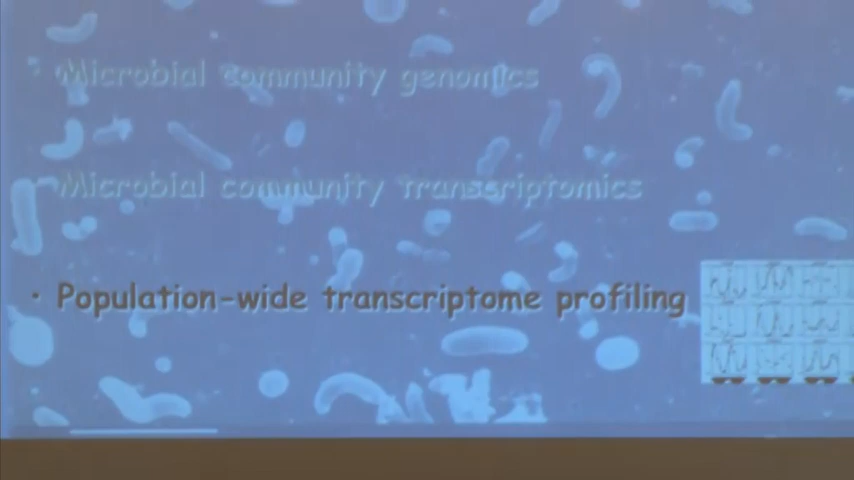 Microbial community genomics
Microbial community transcriptomics
· Population-wide transcriptome profiling